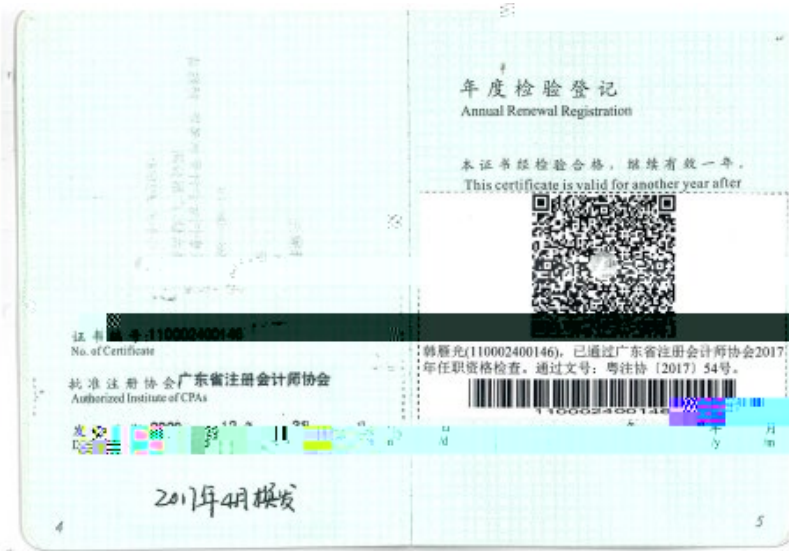 证书编号:110002400146
No. of Certificate
批准注册协会广东省注册会计师协会
Authorized Institute of CPAs
2017年4月换发
4
年度检验登记
Annual Renewal Registration
本证书经检验合格，继续有效一年。
This certificate is valid for another year after
韩雁光(110002400146)，已通过广东省注册会计师协会2017
年任职资格检查。通过文号：粤注协〔2017〕54号。
110002400146
年 月
/y /m
/d
5